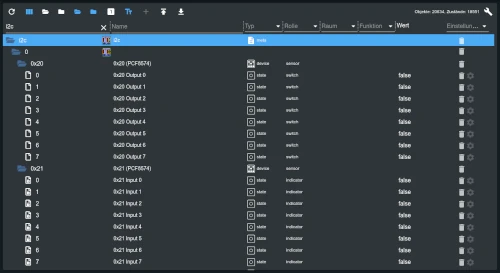 Objekte: 20934, Zustände: 18951
i2c Name Typ Rolle Raum Funktion Wert Einstellun...
i2c i2c meta
0
0x20 0x20 (PCF8574) device sensor
0 0x20 Output 0 state switch false
1 0x20 Output 1 state switch false
2 0x20 Output 2 state switch false
3 0x20 Output 3 state switch false
4 0x20 Output 4 state switch false
5 0x20 Output 5 state switch false
6 0x20 Output 6 state switch false
7 0x20 Output 7 state switch false
0x21 0x21 (PCF8574) device sensor
0 0x21 Input 0 state indicator false
1 0x21 Input 1 state indicator false
2 0x21 Input 2 state indicator false
3 0x21 Input 3 state indicator false
4 0x21 Input 4 state indicator false
5 0x21 Input 5 state indicator false
6 0x21 Input 6 state indicator false
7 0x21 Input 7 state indicator false